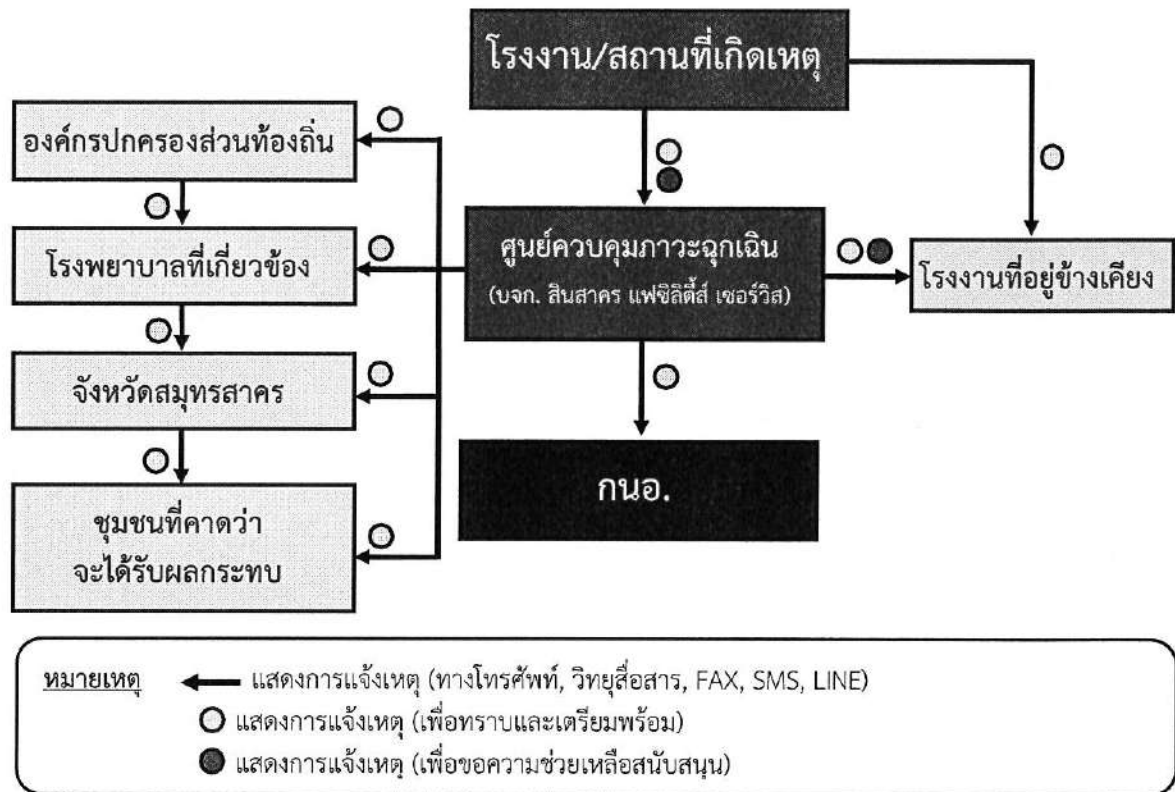 โรงงาน/สถานที่เกิดเหตุ
องค์กรปกครองส่วนท้องถิ่น
โรงพยาบาลที่เกี่ยวข้อง
ศูนย์ควบคุมภาวะฉุกเฉิน
(บจก. สินสาคร แฟซิลิตี้ส์ เซอร์วิส)
โรงงานที่อยู่ข้างเคียง
จังหวัดสมุทรสาคร
กนอ.
ชุมชนที่คาดว่า
จะได้รับผลกระทบ
หมายเหตุ แสดงการแจ้งเหตุ (ทางโทรศัพท์, วิทยุสื่อสาร, FAX, SMS, LINE)
แสดงการแจ้งเหตุ (เพื่อทราบและเตรียมพร้อม)
แสดงการแจ้งเหตุ (เพื่อขอความช่วยเหลือสนับสนุน)